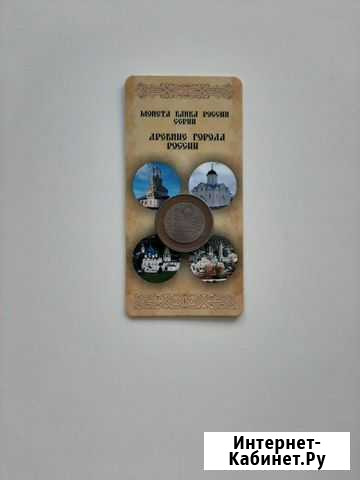 МОНЕТА БАНКА РОССИИ
СЕРИИ
ДРЕВНИЕ ГОРОДА
РОССИИ
Интернет-
Кабинет.Ру